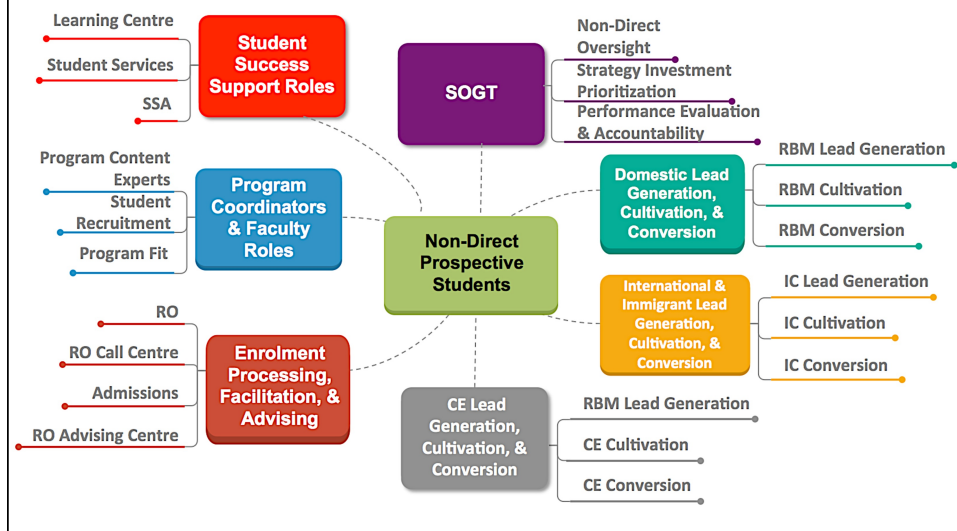 Learning Centre
Student Services
SSA
Student
Success
Support Roles
SOGT
Non-Direct
Oversight
Strategy Investment
Prioritization
Performance Evaluation
& Accountability
Program Content
Experts
Student
Recruitment
Program Fit
Program
Coordinators
& Faculty
Roles
Non-Direct
Prospective
Students
Domestic Lead
Generation,
Cultivation, &
Conversion
RBM Lead Generation
RBM Cultivation
RBM Conversion
International &
Immigrant Lead
Generation,
Cultivation, &
Conversion
IC Lead Generation
IC Cultivation
IC Conversion
RO
RO Call Centre
Admissions
RO Advising Centre
Enrolment
Processing,
Facilitation, &
Advising
CE Lead
Generation,
Cultivation, &
Conversion
RBM Lead Generation
CE Cultivation
CE Conversion